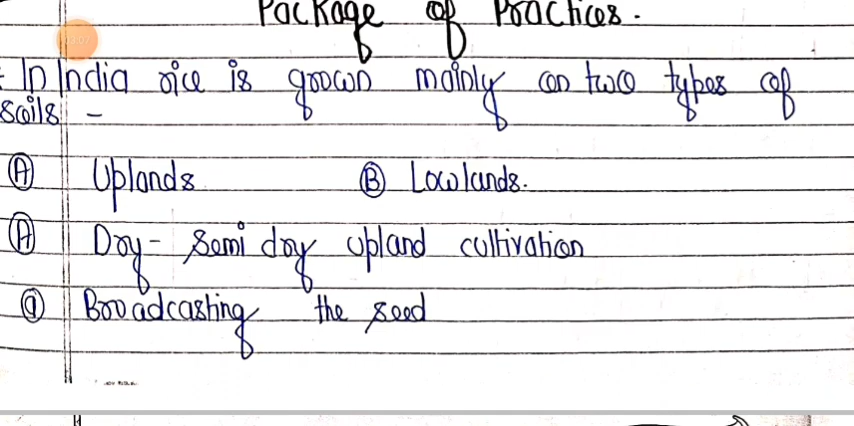 Package of Practices.
In India rice is grown mainly on two types of
soils -
(A) Uplands (B) Lowlands.
(A) Dry - Semi dry upland cultivation
(a) Broadcasting the seed